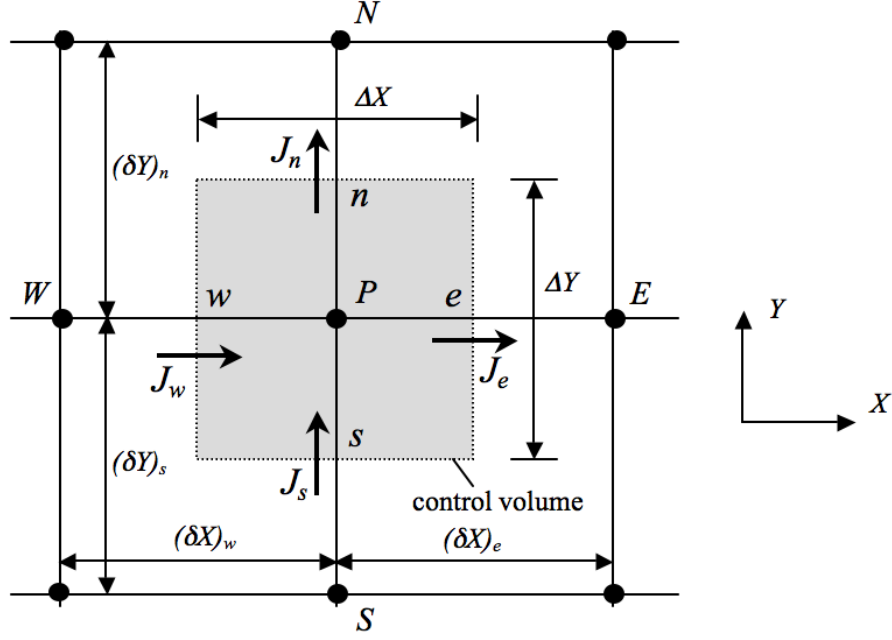 N
ΔX
J_n
(δY)_n
n
W
w
P
e
ΔY
E
Y
X
J_w
J_e
s
(δY)_s
J_s
control volume
(δX)_w
(δX)_e
S